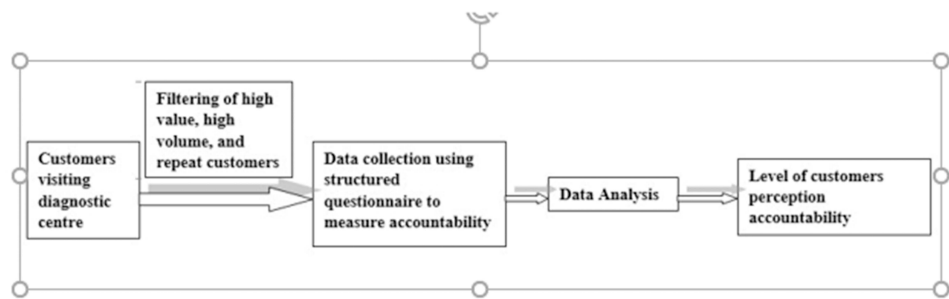 Filtering of high
value, high
volume, and
repeat customers
Customers
visiting
diagnostic
centre
Data collection using
structured
questionnaire to
measure accountability
Data Analysis
Level of customers
perception
accountability